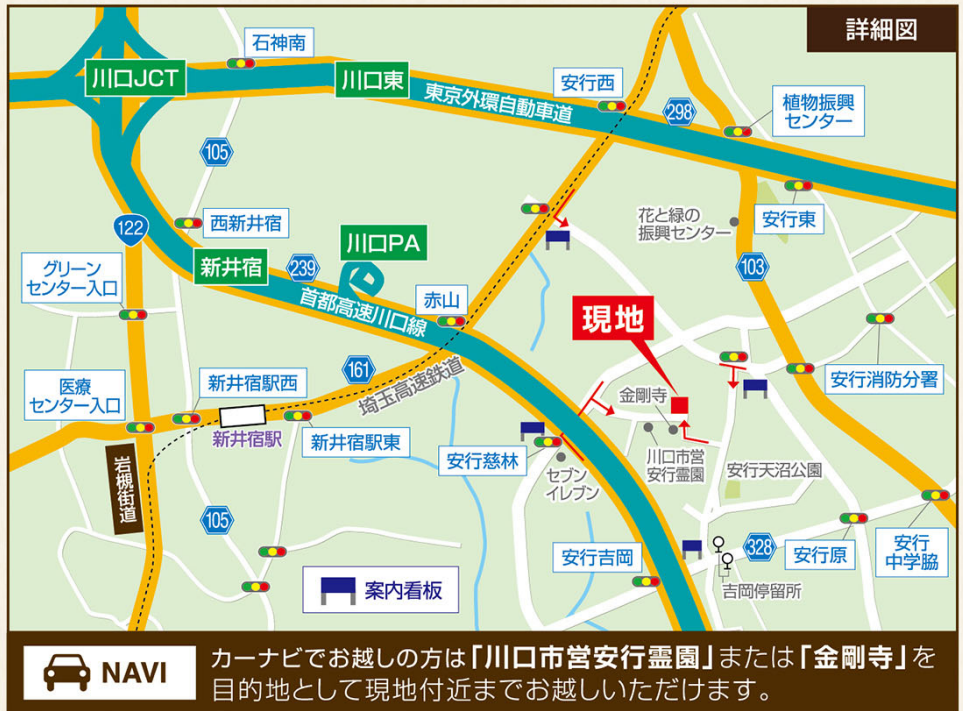 詳細図
石神南
川口JCT
川口東
安行西
東京外環自動車道
298
植物振興
センター
105
122
西新井宿
川口PA
花と緑の
振興センター
安行東
新井宿
239
103
グリーン
センター入口
首都高速川口線
赤山
現地
161
埼玉高速鉄道
安行消防分署
医療
センター入口
新井宿駅西
金剛寺
新井宿駅
新井宿駅東
安行慈林
川口市営
安行霊園
安行天沼公園
岩槻街道
セブン
イレブン
105
安行吉岡
328
安行原
安行
中学脇
吉岡停留所
案内看板
NAVI
カーナビでお越しの方は「川口市営安行霊園」または「金剛寺」を
目的地として現地付近までお越しいただけます。